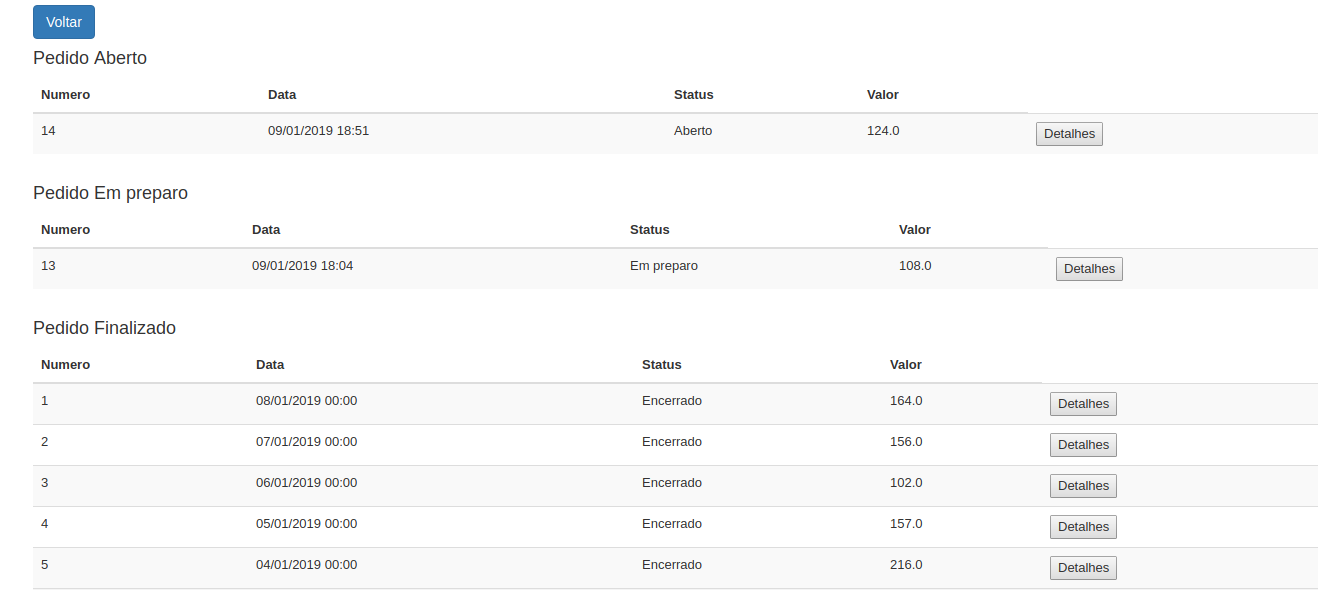 Voltar
Pedido Aberto
Numero Data Status Valor
14 09/01/2019 18:51 Aberto 124.0 Detalhes
Pedido Em preparo
Numero Data Status Valor
13 09/01/2019 18:04 Em preparo 108.0 Detalhes
Pedido Finalizado
Numero Data Status Valor
1 08/01/2019 00:00 Encerrado 164.0 Detalhes
2 07/01/2019 00:00 Encerrado 156.0 Detalhes
3 06/01/2019 00:00 Encerrado 102.0 Detalhes
4 05/01/2019 00:00 Encerrado 157.0 Detalhes
5 04/01/2019 00:00 Encerrado 216.0 Detalhes